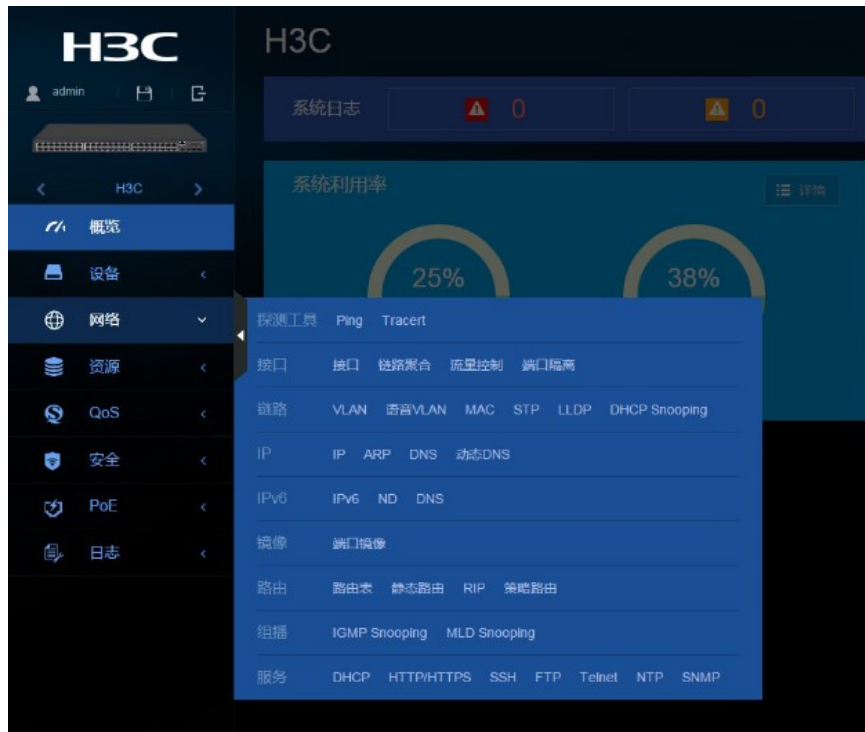 H3C
admin
H3C
概览
设备
网络
资源
QoS
安全
PoE
日志
H3C
系统日志 0 0
系统利用率 详情
25% 38%
探测工具 Ping Tracert
接口 接口 链路聚合 流量控制 端口隔离
链路 VLAN 语音VLAN MAC STP LLDP DHCP Snooping
IP IP ARP DNS 动态DNS
IPv6 IPv6 ND DNS
镜像 端口镜像
路由 路由表 静态路由 RIP 策略路由
组播 IGMP Snooping MLD Snooping
服务 DHCP HTTP/HTTPS SSH FTP Telnet NTP SNMP